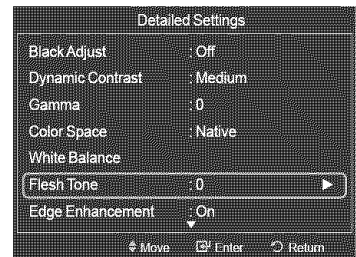 Detailed Settings
Black Adjust : Off
Dynamic Contrast : Medium
Gamma : 0
Color Space : Native
White Balance
Flesh Tone : 0 ►
Edge Enhancement : On
▼
Move Enter Return